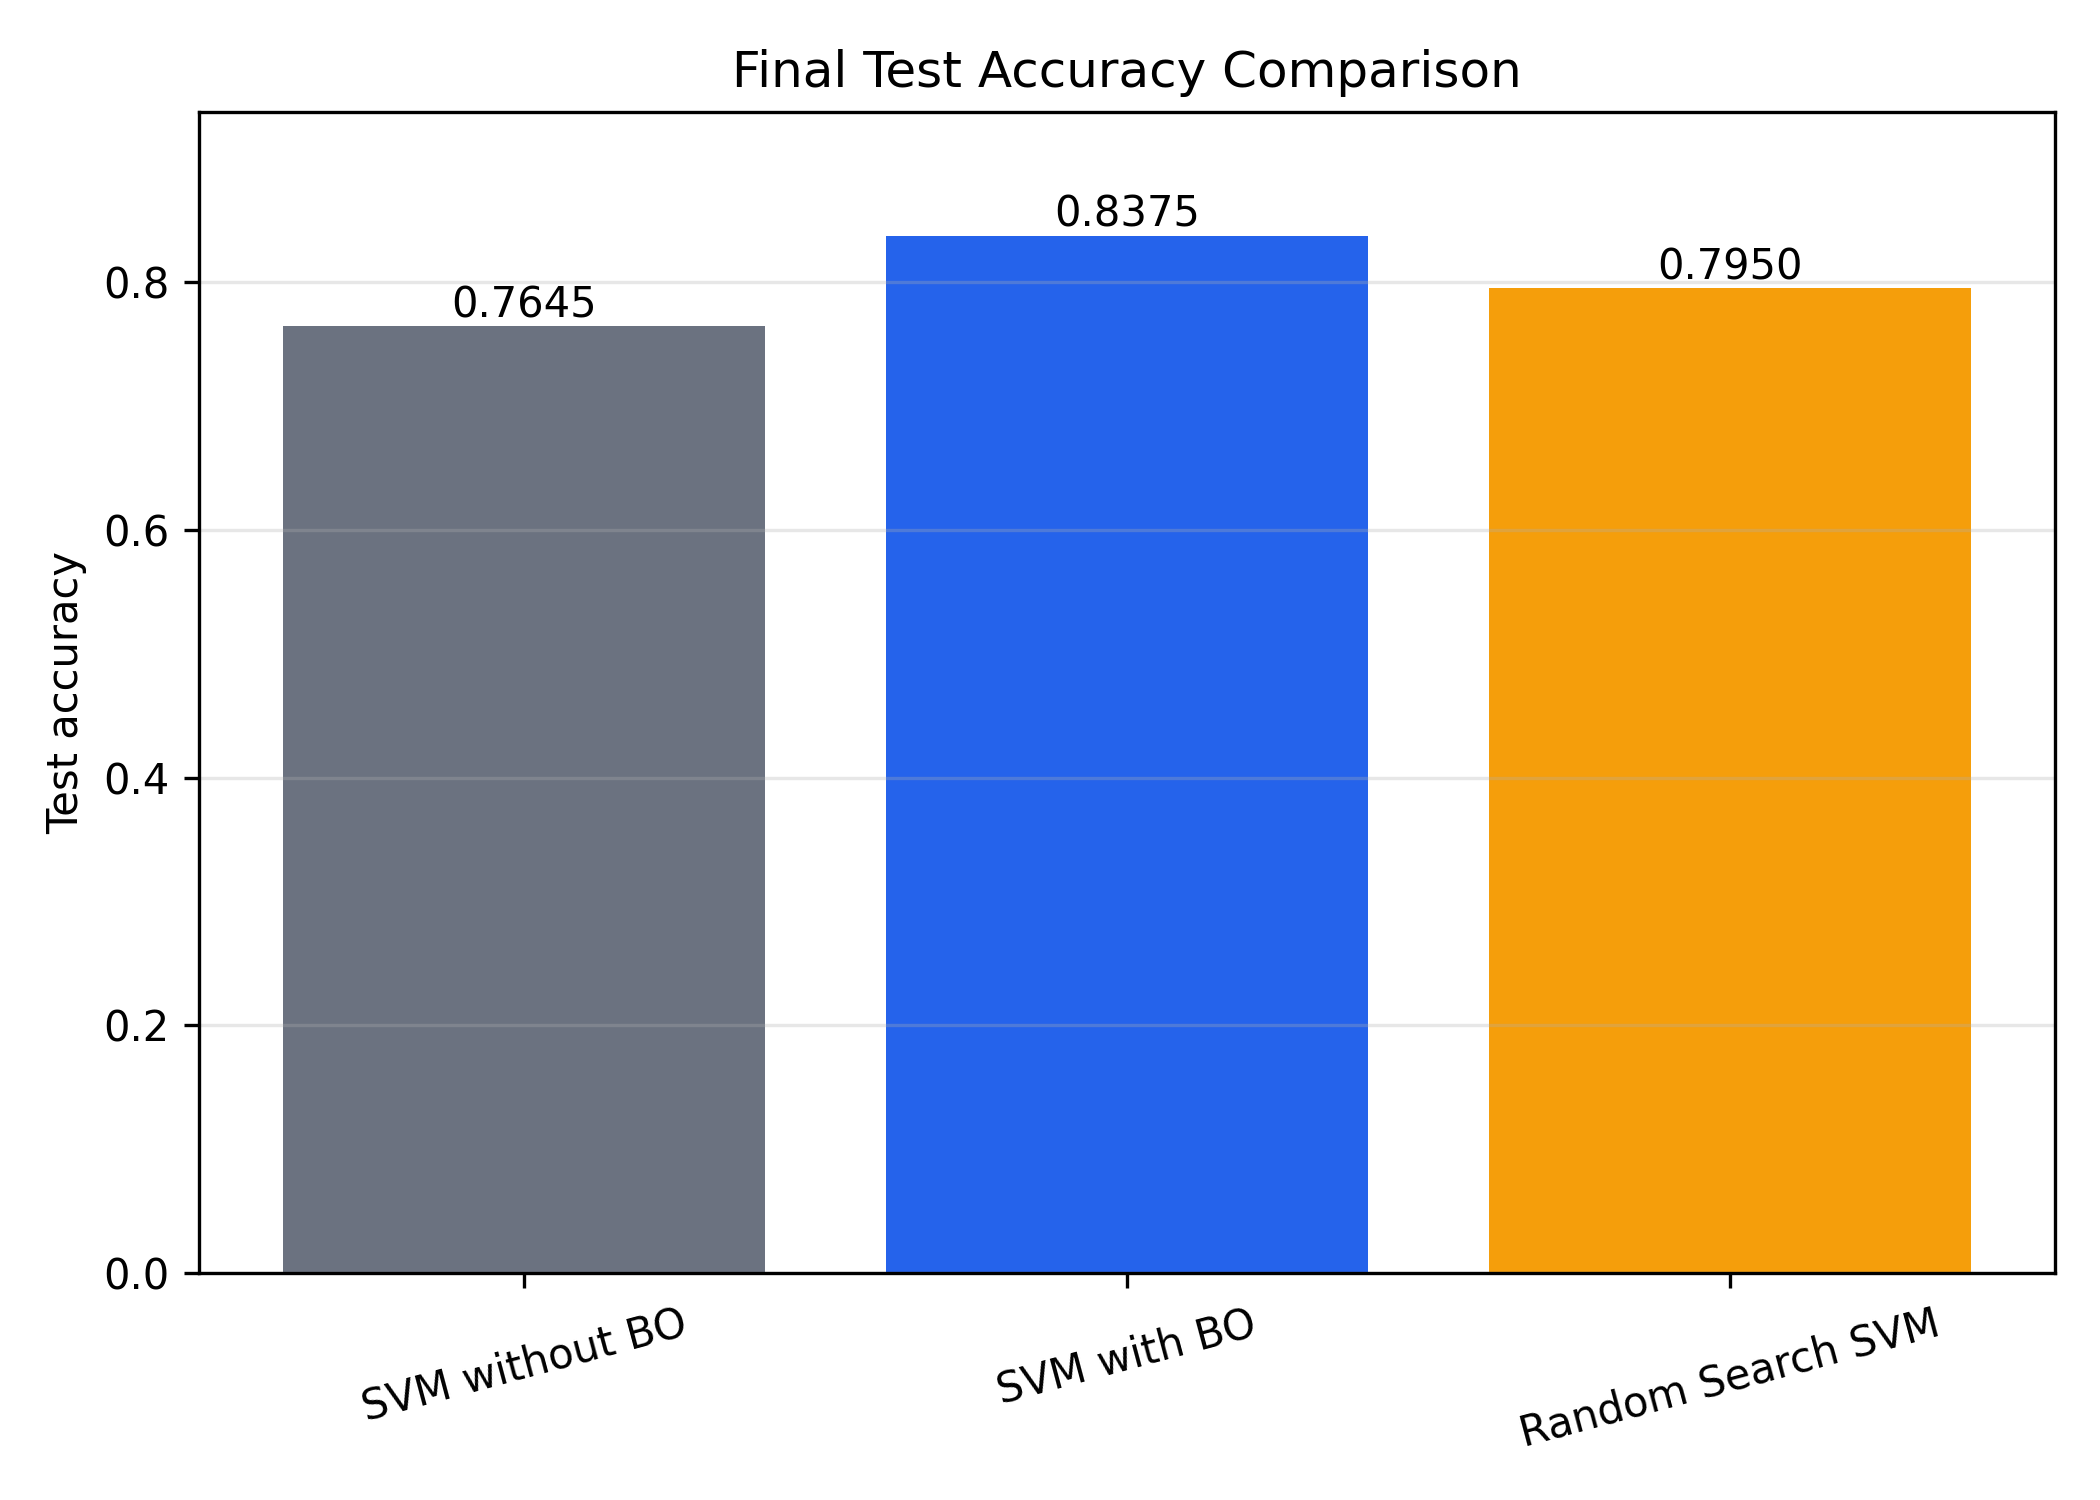 Final Test Accuracy Comparison
0.8375
0.7950
0.7645
0.8
0.6
0.4
0.2
0.0
Test accuracy
SVM without BO
SVM with BO
Random Search SVM